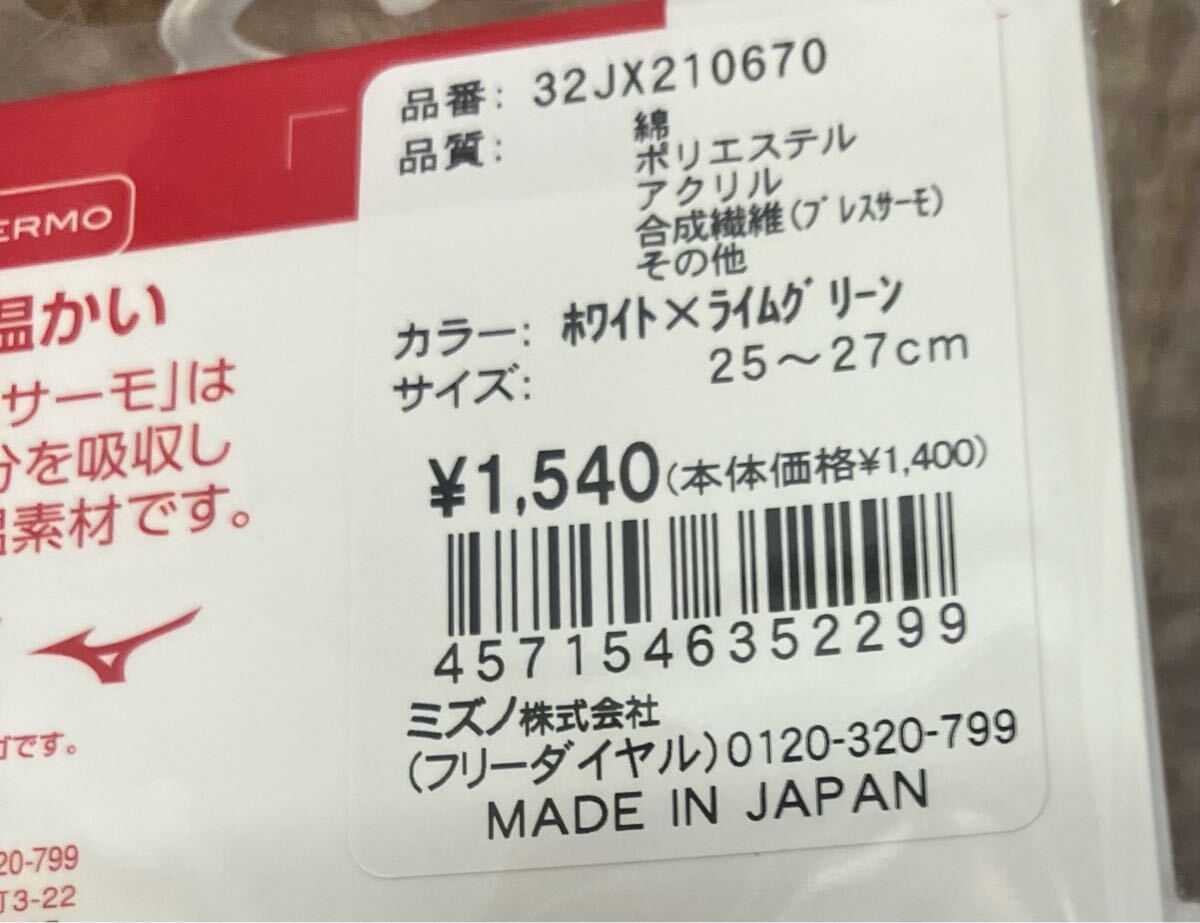 品番: 32JX210670
品質: 綿
ポリエステル
アクリル
合成繊維(ブレスサーモ)
その他
カラー: ホワイト×ライムグリーン
サイズ: 25~27cm
¥1,540(本体価格¥1,400)
4571546352299
ミズノ株式会社
(フリーダイヤル)0120-320-799
MADE IN JAPAN
ERMO
温かい
サーモ」は
分を吸収し
温素材です。
ゴです。
20-799
町3-22